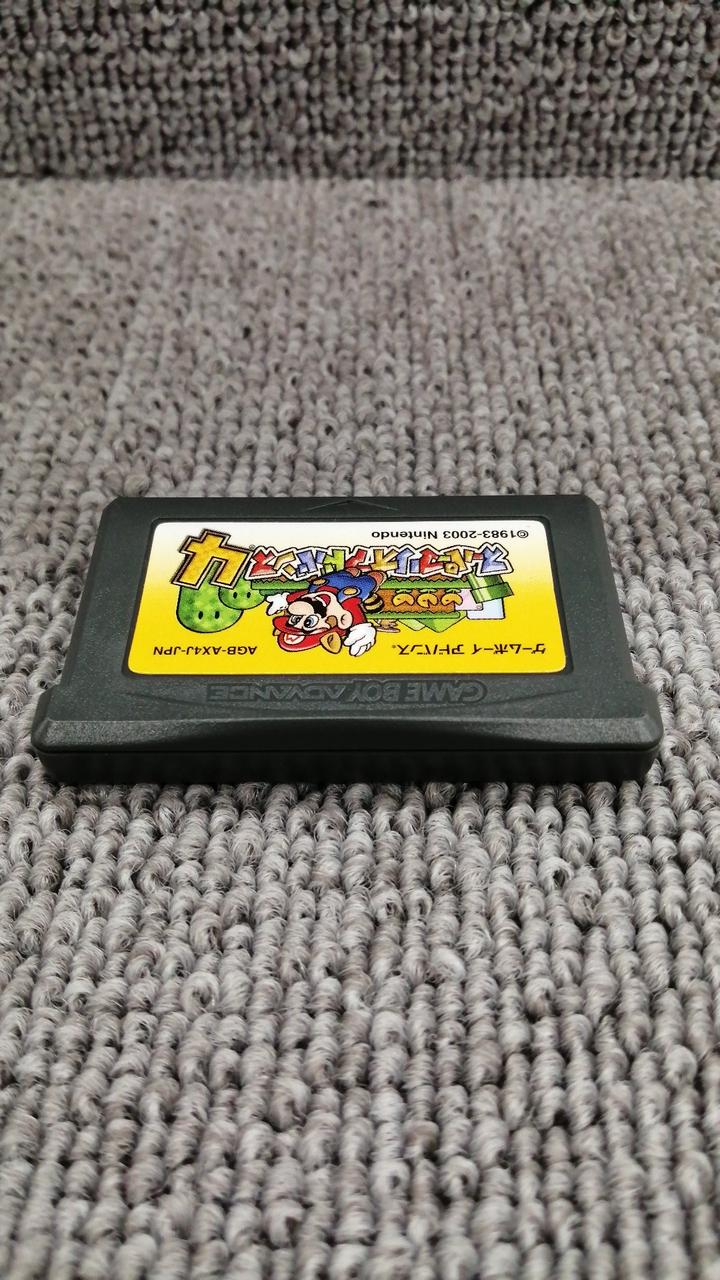 GAME BOY ADVANCE
ゲームボーイ アドバンス® AGB-AX4J-JPN
スーパーマリオアドバンス4
©1983-2003 Nintendo